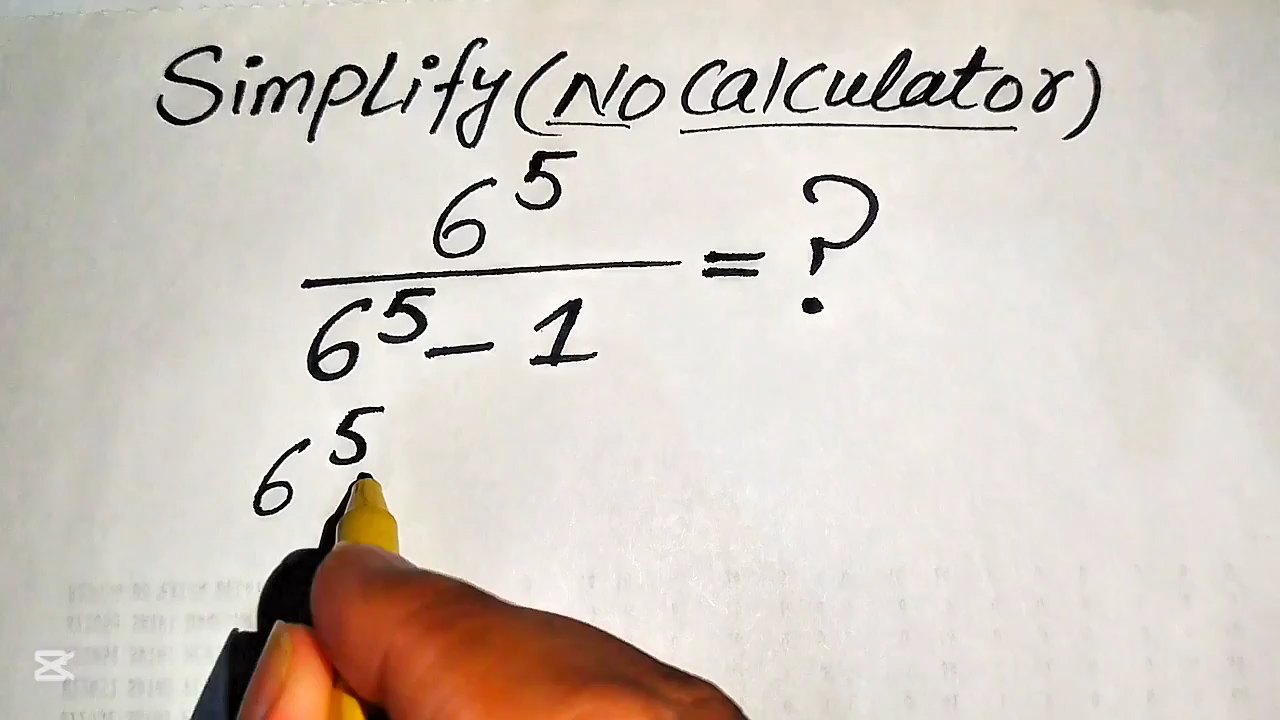 Simplify (No calculator)
6^5
= ?
6^5 - 1
6^5